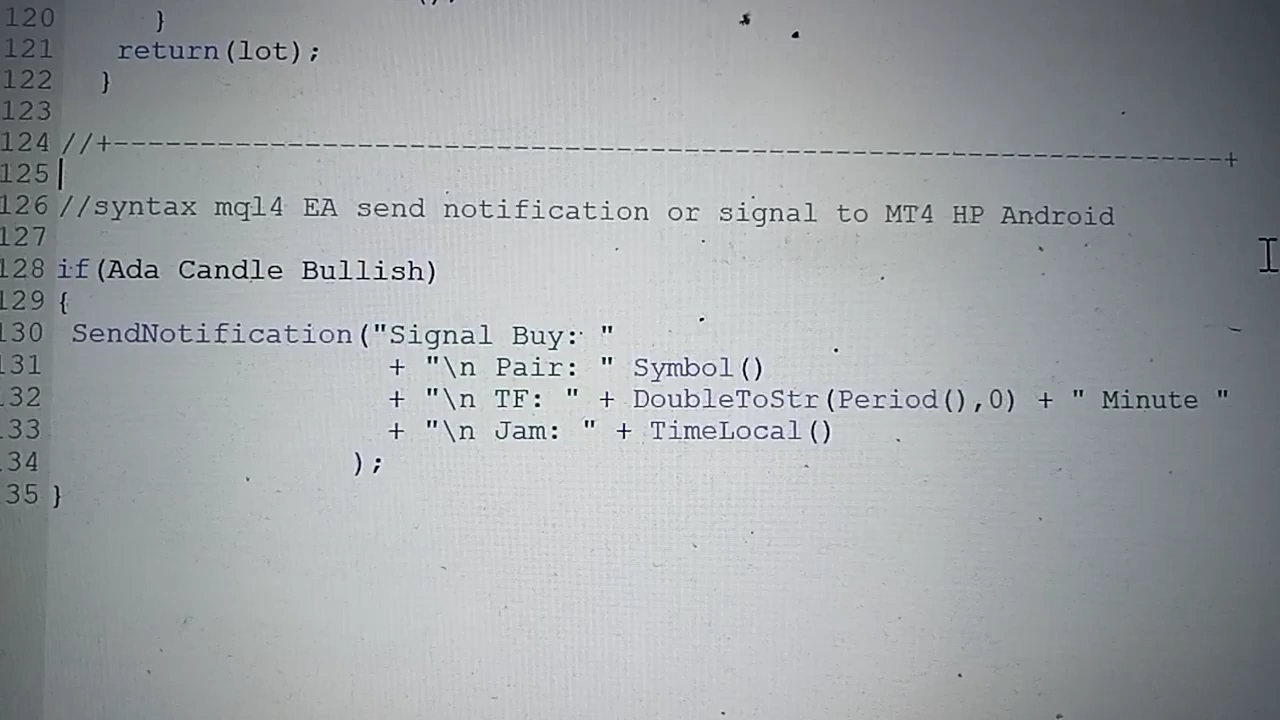 120 }
121 return(lot);
122 }
123
124 //+------------------------------------------------------------------+
125
126 //syntax mql4 EA send notification or signal to MT4 HP Android
127
128 if(Ada Candle Bullish)
129 {
130 SendNotification("Signal Buy: "
131 + "\n Pair: " Symbol()
132 + "\n TF: " + DoubleToStr(Period(),0) + " Minute "
133 + "\n Jam: " + TimeLocal()
34 );
35 }